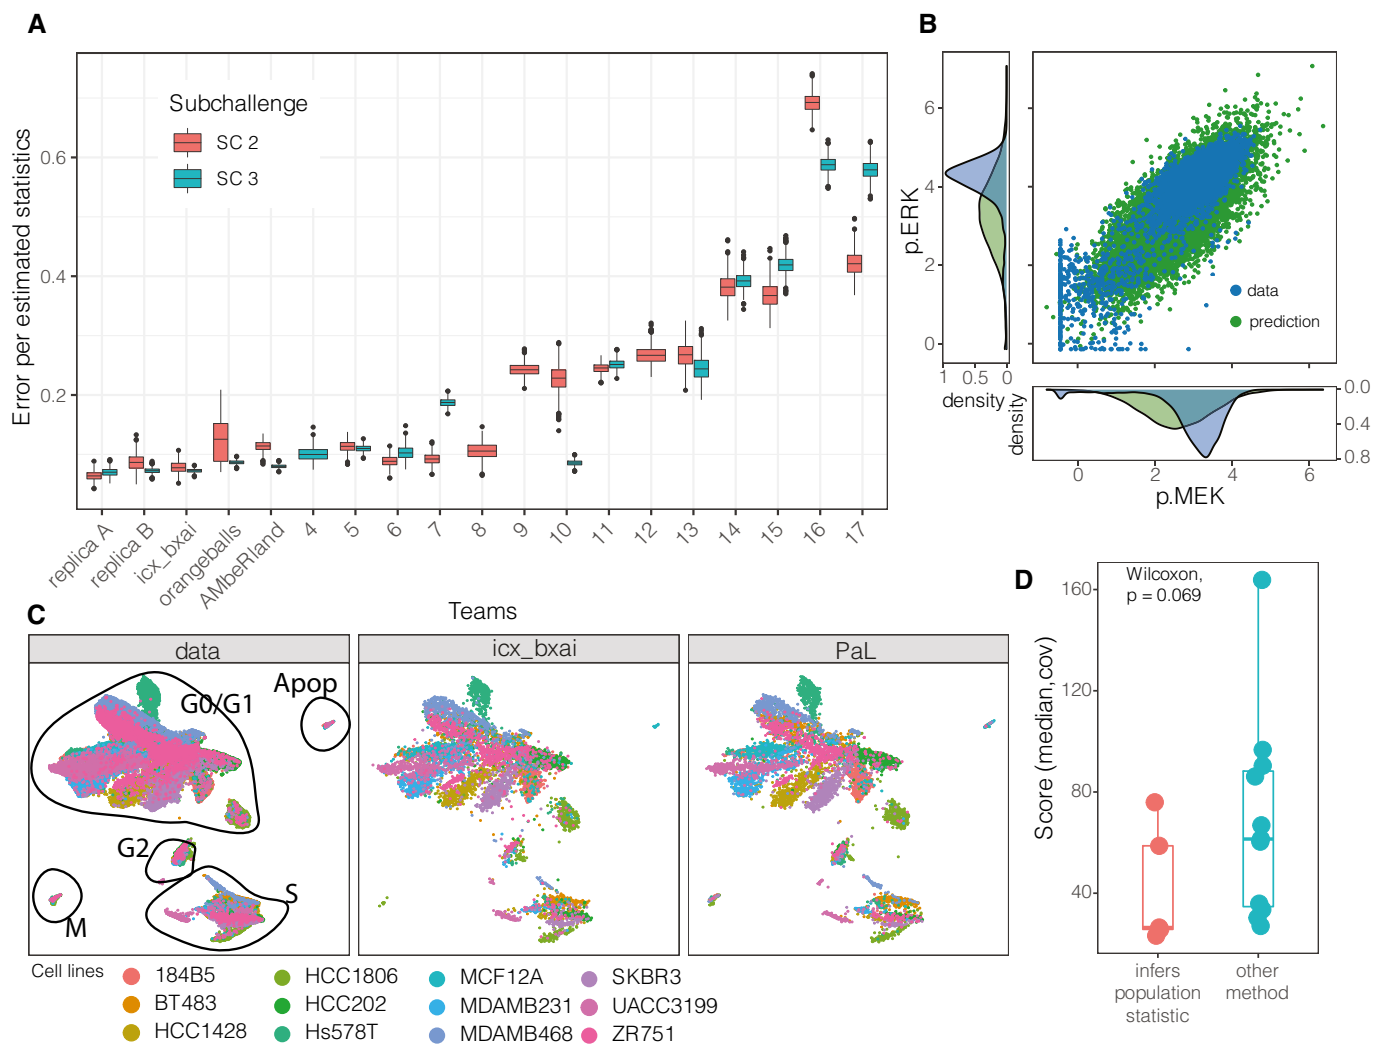 A
Error per estimated statistics
0.6
0.4
0.2
Subchallenge
SC 2
SC 3
replica A
replica B
icx_bxai
orangeballs
AMbeRland
4
5
6
7
8
9
10
11
12
13
14
15
16
17
Teams
B
p.ERK
6
4
2
0
1 0.5 0
density
data
prediction
density
0.0
0.4
0.8
0 2 4 6
p.MEK
C
data
icx_bxai
PaL
Apop
G0/G1
G2
M
S
Cell lines
184B5
BT483
HCC1428
HCC1806
HCC202
Hs578T
MCF12A
MDAMB231
MDAMB468
SKBR3
UACC3199
ZR751
D
Score (median,cov)
160
120
80
40
Wilcoxon,
p = 0.069
infers
population
statistic
other
method